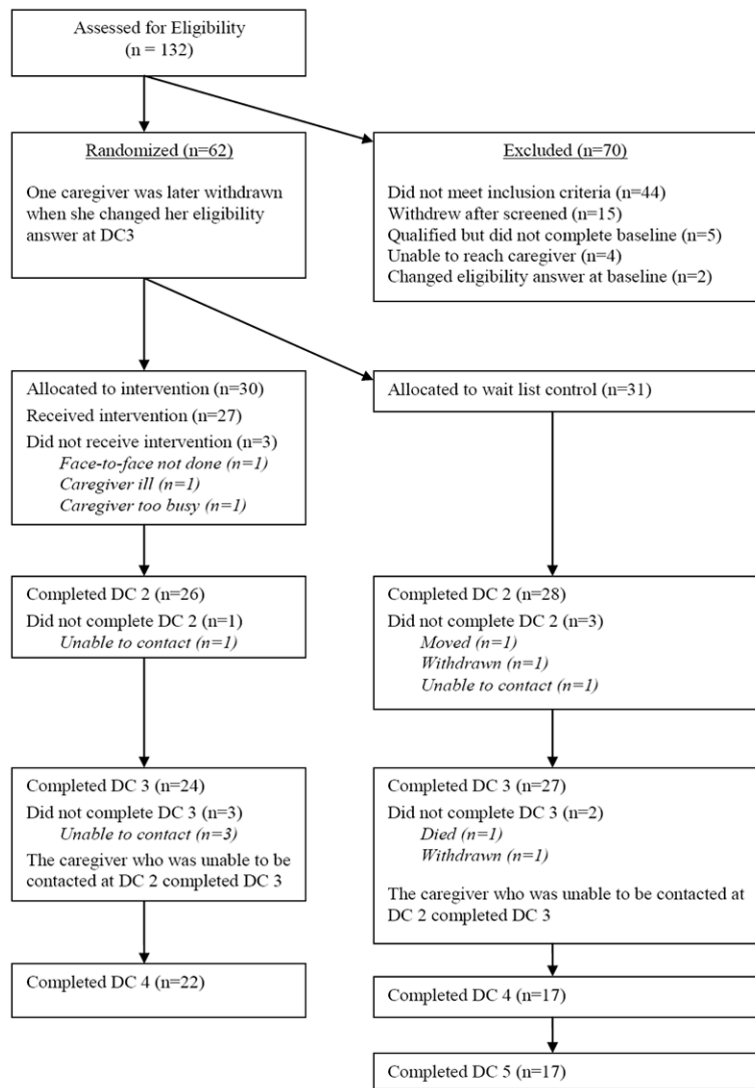 Assessed for Eligibility
(n = 132)
Randomized (n=62)
One caregiver was later withdrawn
when she changed her eligibility
answer at DC3
Excluded (n=70)
Did not meet inclusion criteria (n=44)
Withdrew after screened (n=15)
Qualified but did not complete baseline (n=5)
Unable to reach caregiver (n=4)
Changed eligibility answer at baseline (n=2)
Allocated to intervention (n=30)
Received intervention (n=27)
Did not receive intervention (n=3)
Face-to-face not done (n=1)
Caregiver ill (n=1)
Caregiver too busy (n=1)
Allocated to wait list control (n=31)
Completed DC 2 (n=26)
Did not complete DC 2 (n=1)
Unable to contact (n=1)
Completed DC 2 (n=28)
Did not complete DC 2 (n=3)
Moved (n=1)
Withdrawn (n=1)
Unable to contact (n=1)
Completed DC 3 (n=24)
Did not complete DC 3 (n=3)
Unable to contact (n=3)
The caregiver who was unable to be
contacted at DC 2 completed DC 3
Completed DC 3 (n=27)
Did not complete DC 3 (n=2)
Died (n=1)
Withdrawn (n=1)
The caregiver who was unable to be contacted at
DC 2 completed DC 3
Completed DC 4 (n=22)
Completed DC 4 (n=17)
Completed DC 5 (n=17)